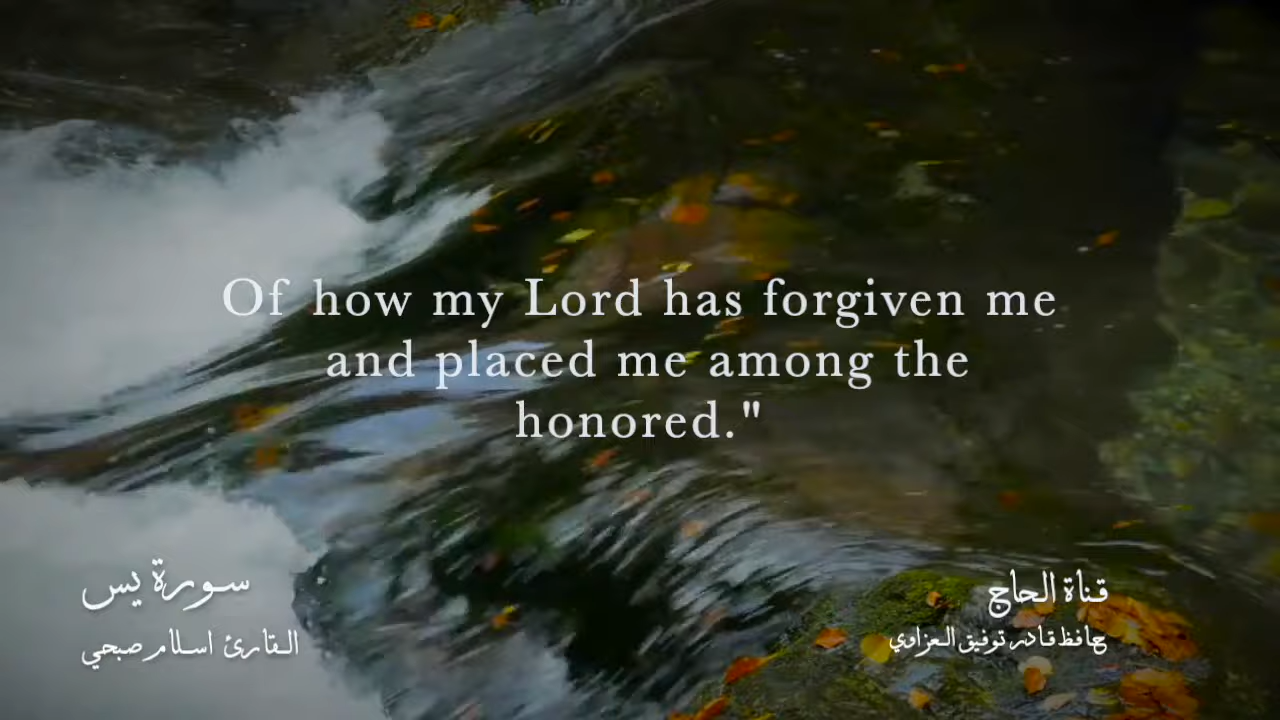 Of how my Lord has forgiven me
and placed me among the
honored."
سورة يس
القارئ اسلام صبحي
قناة الحاج
حافظ قادر توفيق العزاوي